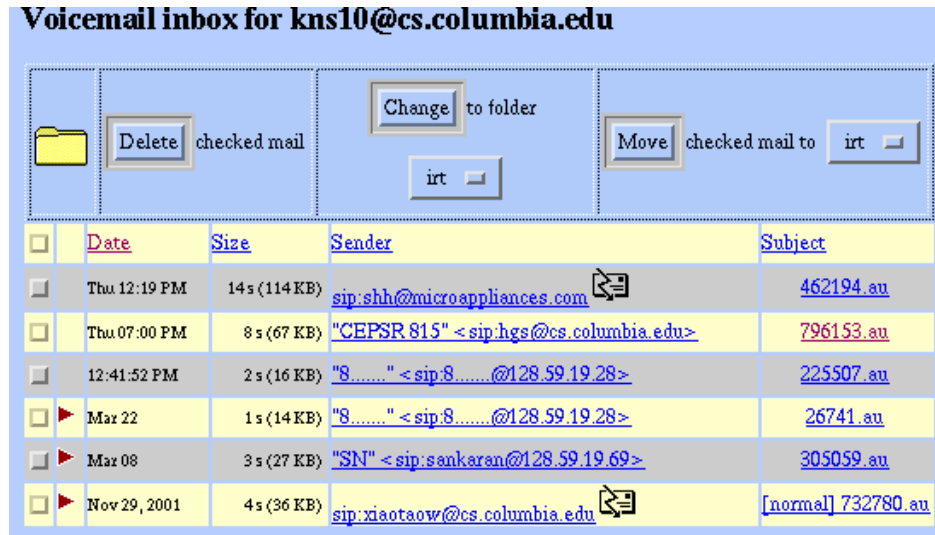 Voicemail inbox for kns10@cs.columbia.edu
Delete checked mail
Change to folder
irt
Move checked mail to irt
Date Size Sender Subject
Thu 12:19 PM 14 s (114 KB) sip:shh@microappliances.com 462194.au
Thu 07:00 PM 8 s (67 KB) "CEPSR 815" <sip:hgs@cs.columbia.edu> 796153.au
12:41:52 PM 2 s (16 KB) "8......." <sip:8.......@128.59.19.28> 225507.au
Mar 22 1 s (14 KB) "8......." <sip:8.......@128.59.19.28> 26741.au
Mar 08 3 s (27 KB) "SN" <sip:sankaran@128.59.19.69> 305059.au
Nov 29, 2001 4 s (36 KB) sip:xiaotaow@cs.columbia.edu [normal] 732780.au